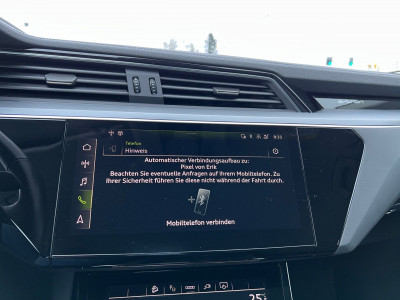 Telefon
Hinweis
Automatischer Verbindungsaufbau zu:
Pixel von Erik
Beachten Sie eventuelle Anfragen auf Ihrem Mobiltelefon. Zu
Ihrer Sicherheit führen Sie diese nicht während der Fahrt durch.
Mobiltelefon verbinden